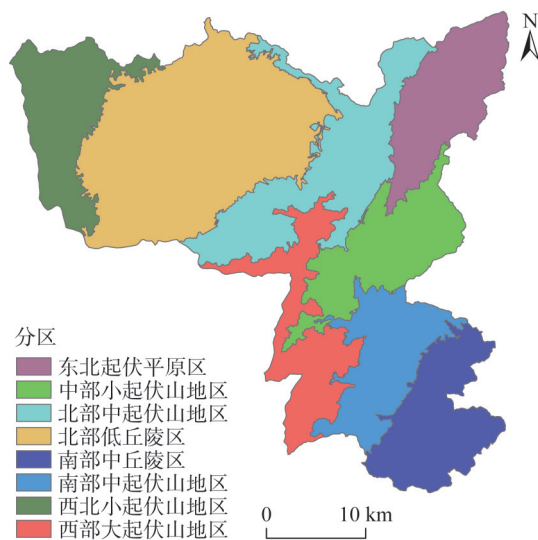 N
分区
东北起伏平原区
中部小起伏山地区
北部中起伏山地区
北部低丘陵区
南部中丘陵区
南部中起伏山地区
西北小起伏山地区
西部大起伏山地区
0 10 km